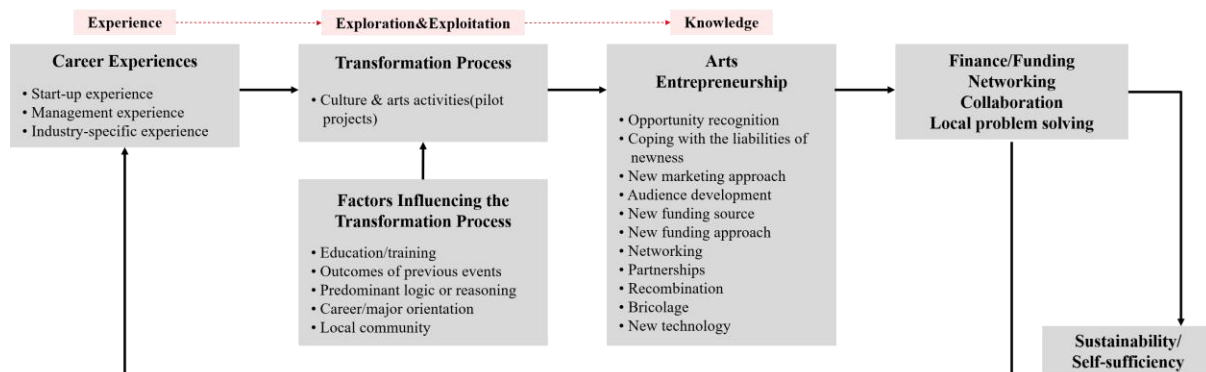 Experience
Exploration&Exploitation
Knowledge
Career Experiences
• Start-up experience
• Management experience
• Industry-specific experience
Transformation Process
• Culture & arts activities(pilot
projects)
Factors Influencing the
Transformation Process
• Education/training
• Outcomes of previous events
• Predominant logic or reasoning
• Career/major orientation
• Local community
Arts
Entrepreneurship
• Opportunity recognition
• Coping with the liabilities of
newness
• New marketing approach
• Audience development
• New funding source
• New funding approach
• Networking
• Partnerships
• Recombination
• Bricolage
• New technology
Finance/Funding
Networking
Collaboration
Local problem solving
Sustainability/
Self-sufficiency